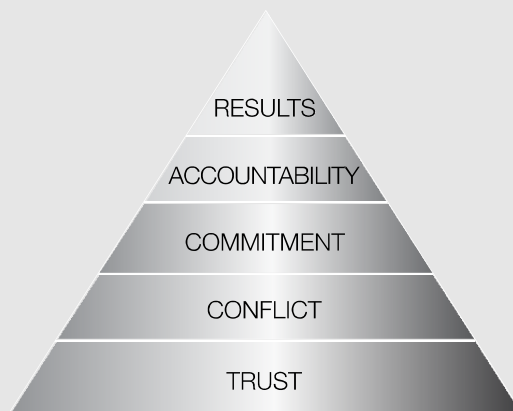 RESULTS
ACCOUNTABILITY
COMMITMENT
CONFLICT
TRUST